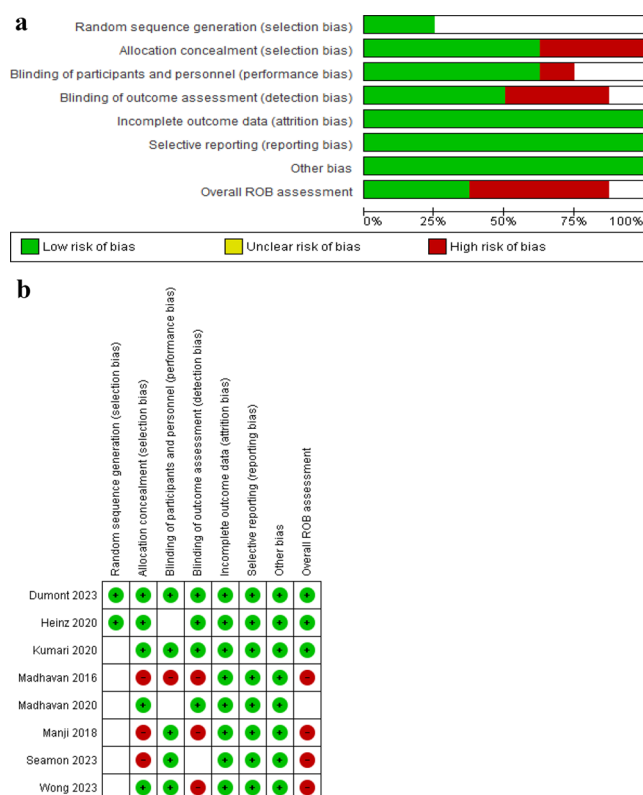 a
Random sequence generation (selection bias)
Allocation concealment (selection bias)
Blinding of participants and personnel (performance bias)
Blinding of outcome assessment (detection bias)
Incomplete outcome data (attrition bias)
Selective reporting (reporting bias)
Other bias
Overall ROB assessment
0% 25% 50% 75% 100%
Low risk of bias Unclear risk of bias High risk of bias
b
Random sequence generation (selection bias)
Allocation concealment (selection bias)
Blinding of participants and personnel (performance bias)
Blinding of outcome assessment (detection bias)
Incomplete outcome data (attrition bias)
Selective reporting (reporting bias)
Other bias
Overall ROB assessment
Dumont 2023 + + + + + + + +
Heinz 2020 + + + + + + +
Kumari 2020 + + + + + + +
Madhavan 2016 - - - + + + -
Madhavan 2020 + + + + +
Manji 2018 - + - + + + -
Seamon 2023 - + + + + -
Wong 2023 + + - + + + -